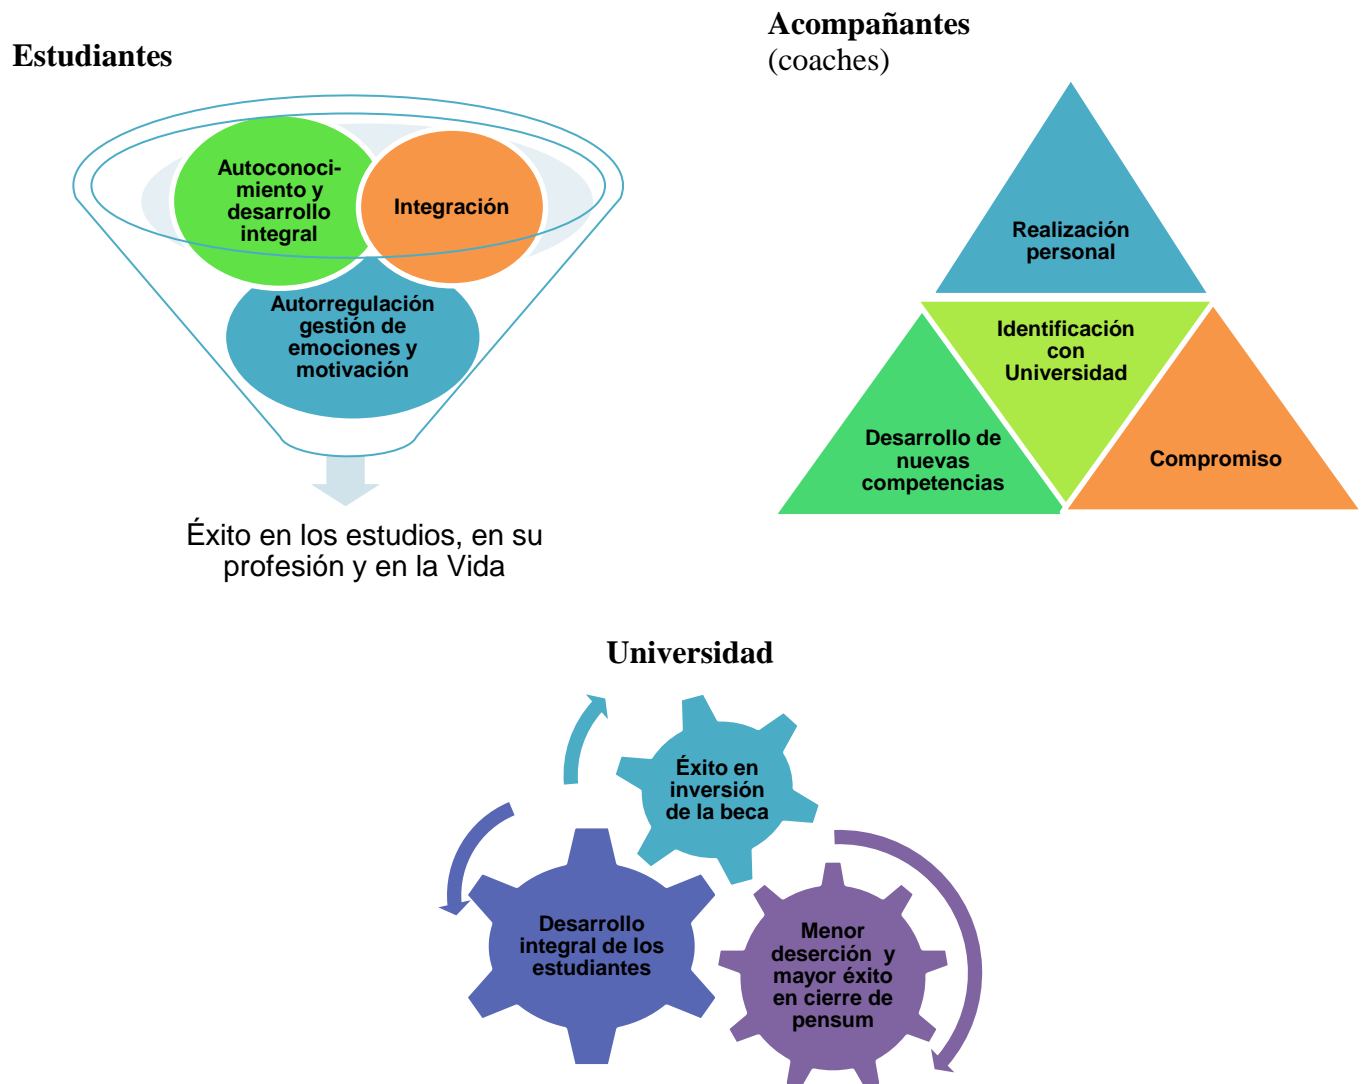 Estudiantes
Autoconoci-
miento y
desarrollo
integral
Integración
Autorregulación
gestión de
emociones y
motivación
Éxito en los estudios, en su
profesión y en la Vida
Acompañantes
(coaches)
Realización
personal
Identificación
con
Universidad
Desarrollo de
nuevas
competencias
Compromiso
Universidad
Éxito en
inversión
de la beca
Desarrollo
integral de los
estudiantes
Menor
deserción y
mayor éxito
en cierre de
pensum